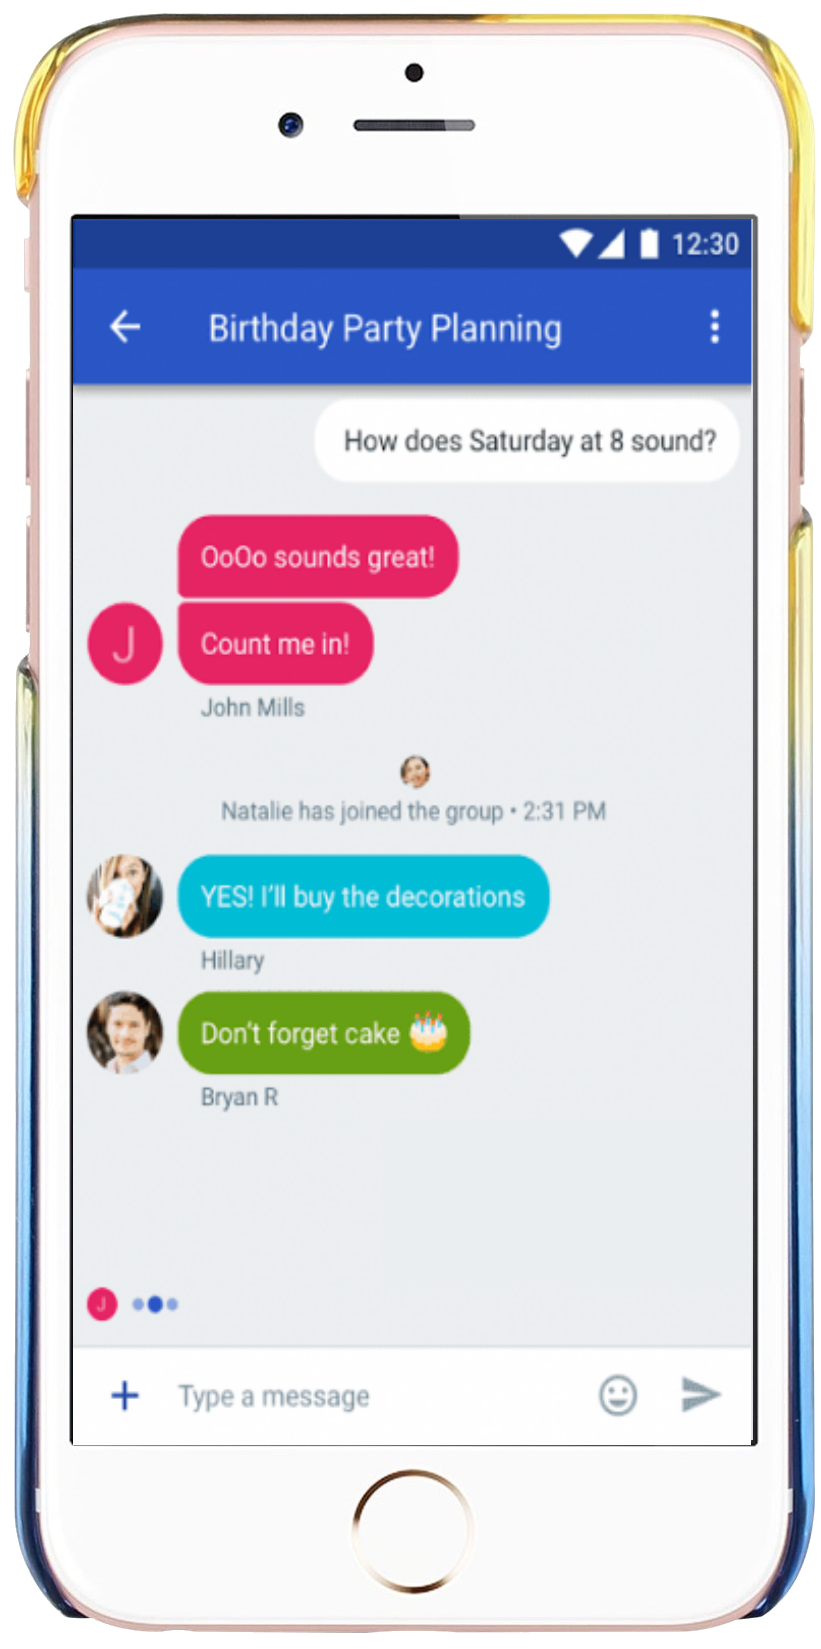 12:30
Birthday Party Planning
How does Saturday at 8 sound?
OoOo sounds great!
J
Count me in!
John Mills
Natalie has joined the group • 2:31 PM
YES! I'll buy the decorations
Hillary
Don't forget cake 🎂
Bryan R
J
Type a message